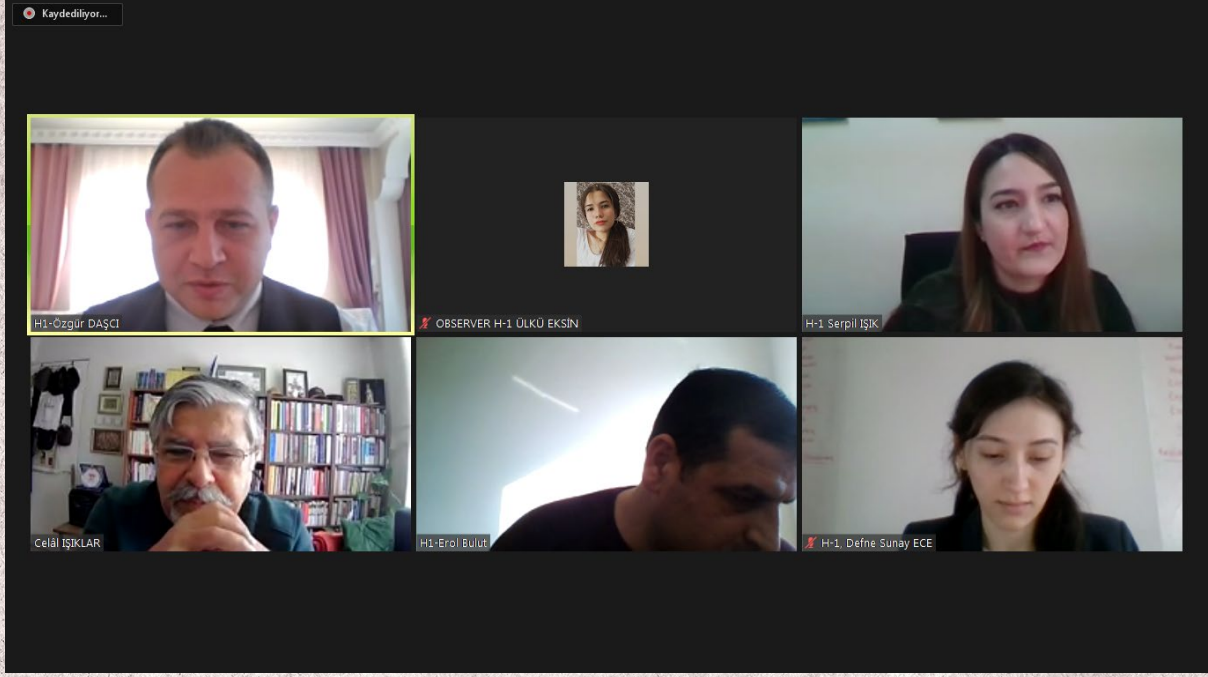 Kaydediliyor...
H1-Özgür DAŞCI
OBSERVER H-1 ÜLKÜ EKSİN
H-1 Serpil IŞIK
Celâl IŞIKLAR
H1-Erol Bulut
H-1, Defne Sunay ECE